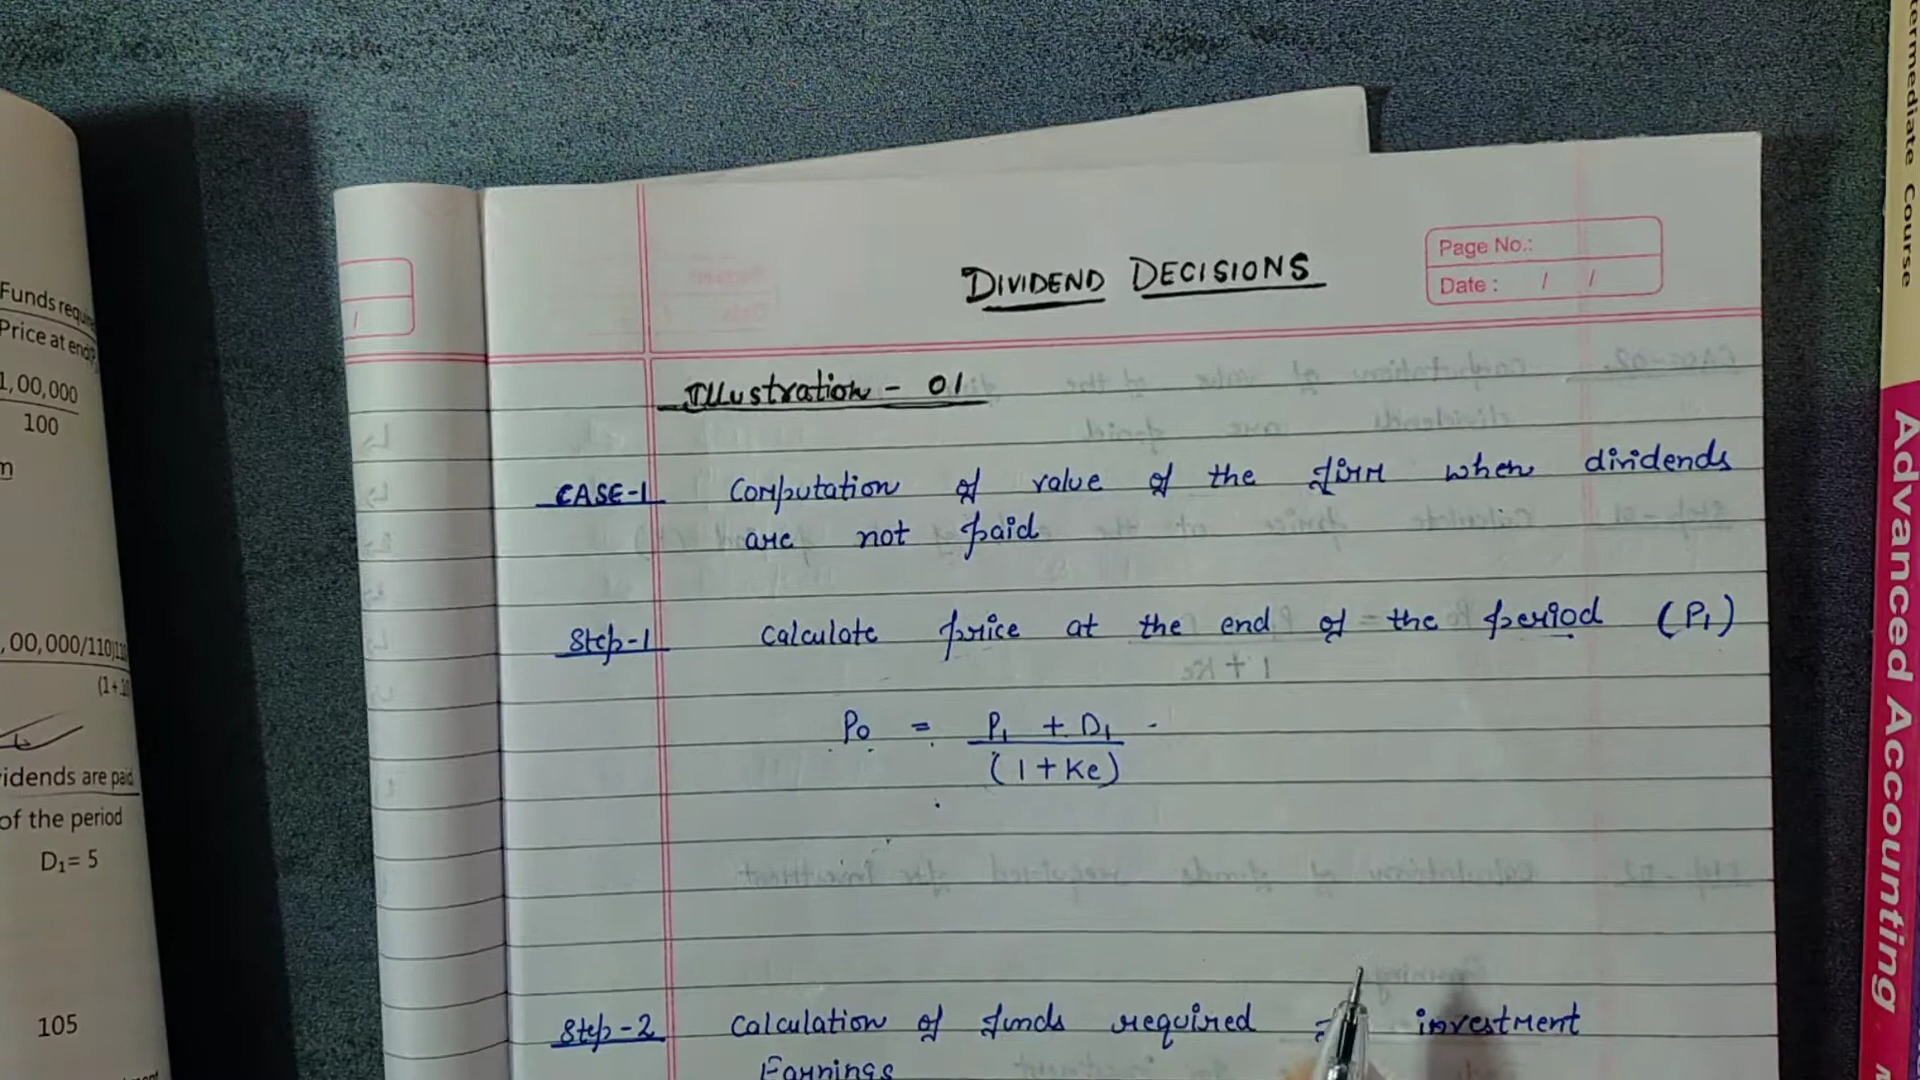 DIVIDEND DECISIONS
Page No.:
Date : / /
Illustration - 01
CASE-1 Computation of value of the firm when dividends
are not paid
Step-1 Calculate price at the end of the period (P1)
P0 = P1 + D1
(1 + Ke)
Step-2 Calculation of funds required investment
Earnings
Funds
Price at end
1,00,000
100
,00,000/110
(1+
idends are paid
of the period
D1= 5
105
termediate Course
Advanced Accounting